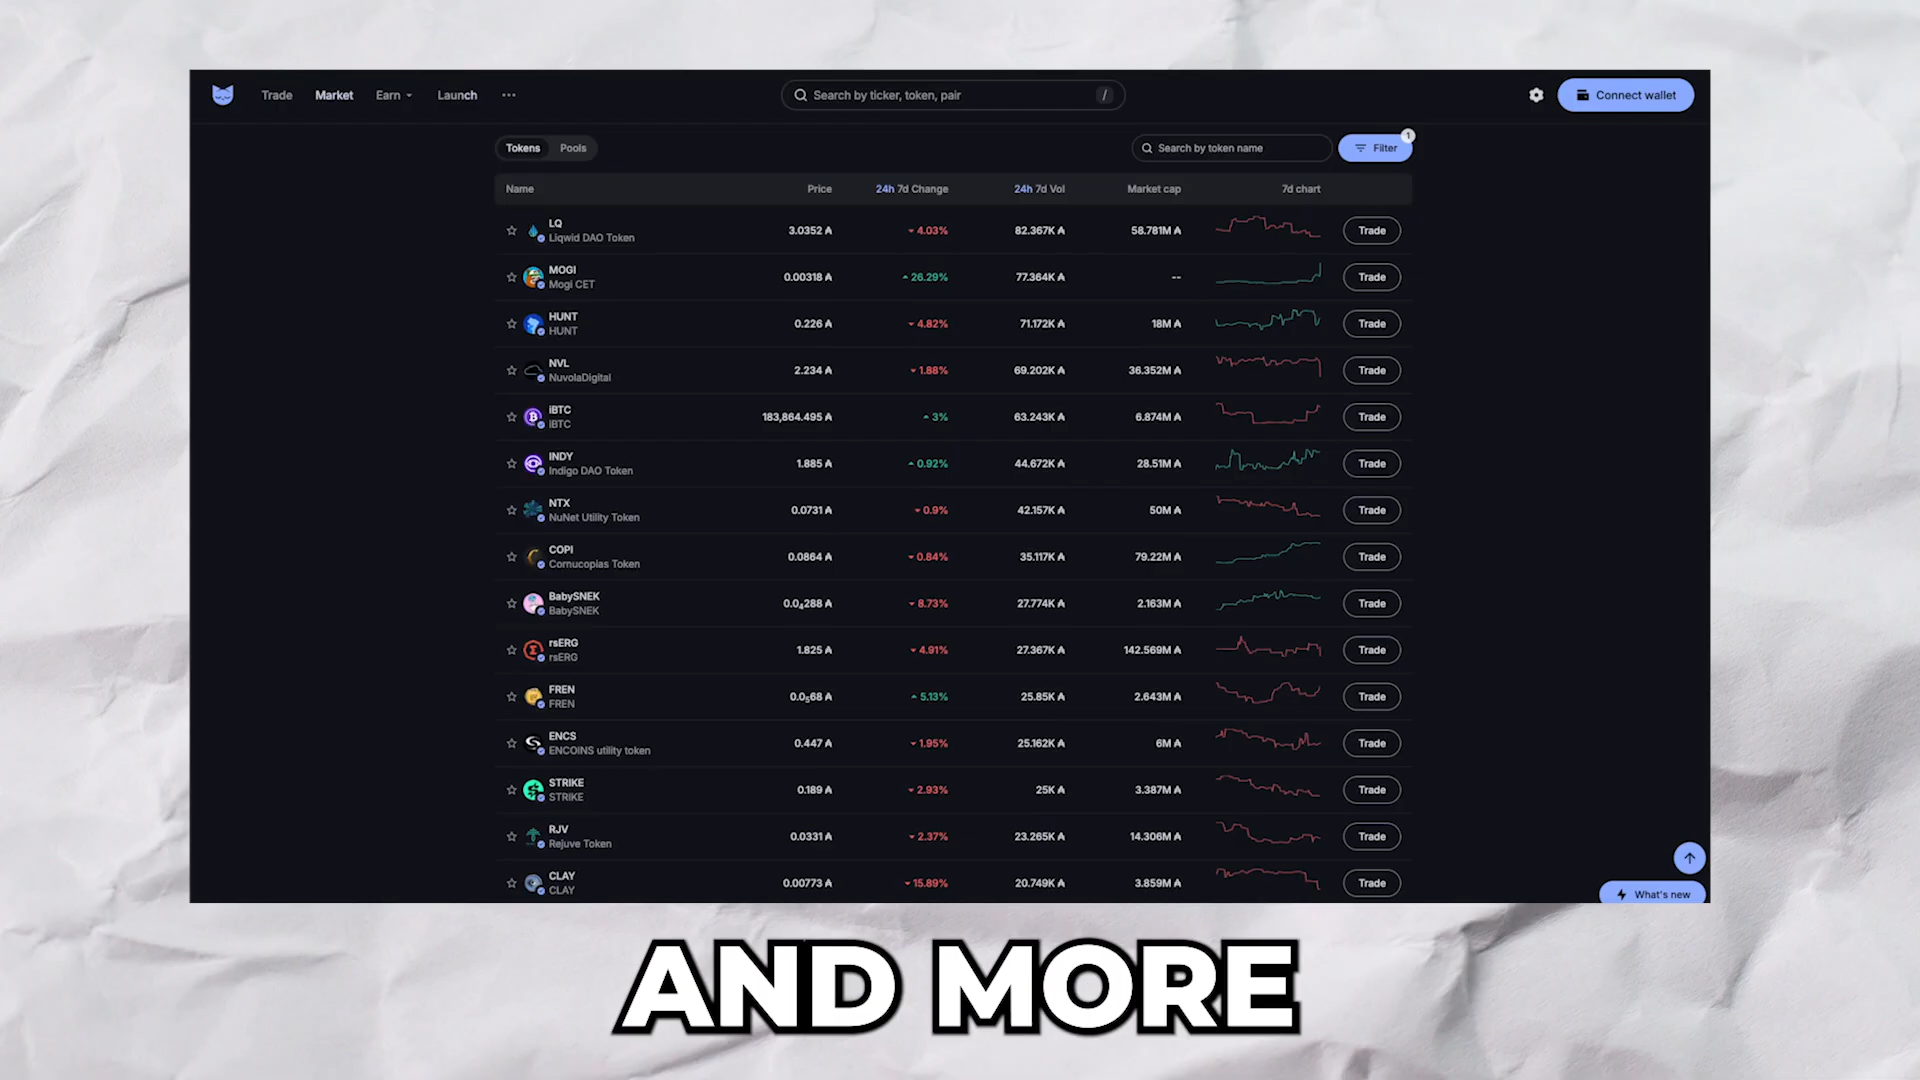 Trade Market Earn Launch ··· Search by ticker, token, pair / Connect wallet
Tokens Pools Search by token name Filter 1
Name Price 24h 7d Change 24h 7d Vol Market cap 7d chart
LQ
Liqwid DAO Token 3.0352 ₳ 4.03% 82.367K ₳ 58.781M ₳ Trade
MOGI
Mogi CET 0.00318 ₳ 26.29% 77.364K ₳ -- Trade
HUNT
HUNT 0.226 ₳ 4.82% 71.172K ₳ 18M ₳ Trade
NVL
NuvolaDigital 2.234 ₳ 1.88% 69.202K ₳ 36.352M ₳ Trade
iBTC
iBTC 183,864.495 ₳ 3% 63.243K ₳ 6.874M ₳ Trade
INDY
Indigo DAO Token 1.885 ₳ 0.92% 44.672K ₳ 28.51M ₳ Trade
NTX
NuNet Utility Token 0.0731 ₳ 0.9% 42.157K ₳ 50M ₳ Trade
COPI
Cornucopias Token 0.0864 ₳ 0.84% 35.117K ₳ 79.22M ₳ Trade
BabySNEK
BabySNEK 0.0₄288 ₳ 8.73% 27.774K ₳ 2.163M ₳ Trade
rsERG
rsERG 1.825 ₳ 4.91% 27.367K ₳ 142.569M ₳ Trade
FREN
FREN 0.0₅68 ₳ 5.13% 25.85K ₳ 2.643M ₳ Trade
ENCS
ENCOINS utility token 0.447 ₳ 1.95% 25.162K ₳ 6M ₳ Trade
STRIKE
STRIKE 0.189 ₳ 2.93% 25K ₳ 3.387M ₳ Trade
RJV
Rejuve Token 0.0331 ₳ 2.37% 23.265K ₳ 14.306M ₳ Trade
CLAY
CLAY 0.00773 ₳ 15.89% 20.749K ₳ 3.859M ₳ Trade
What's new
AND MORE